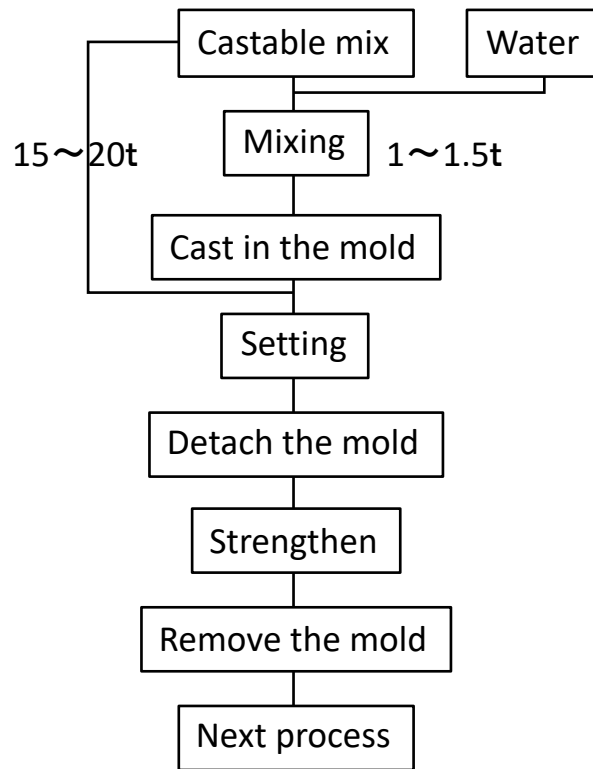 Castable mix
Water
Mixing
15～20t
1～1.5t
Cast in the mold
Setting
Detach the mold
Strengthen
Remove the mold
Next process